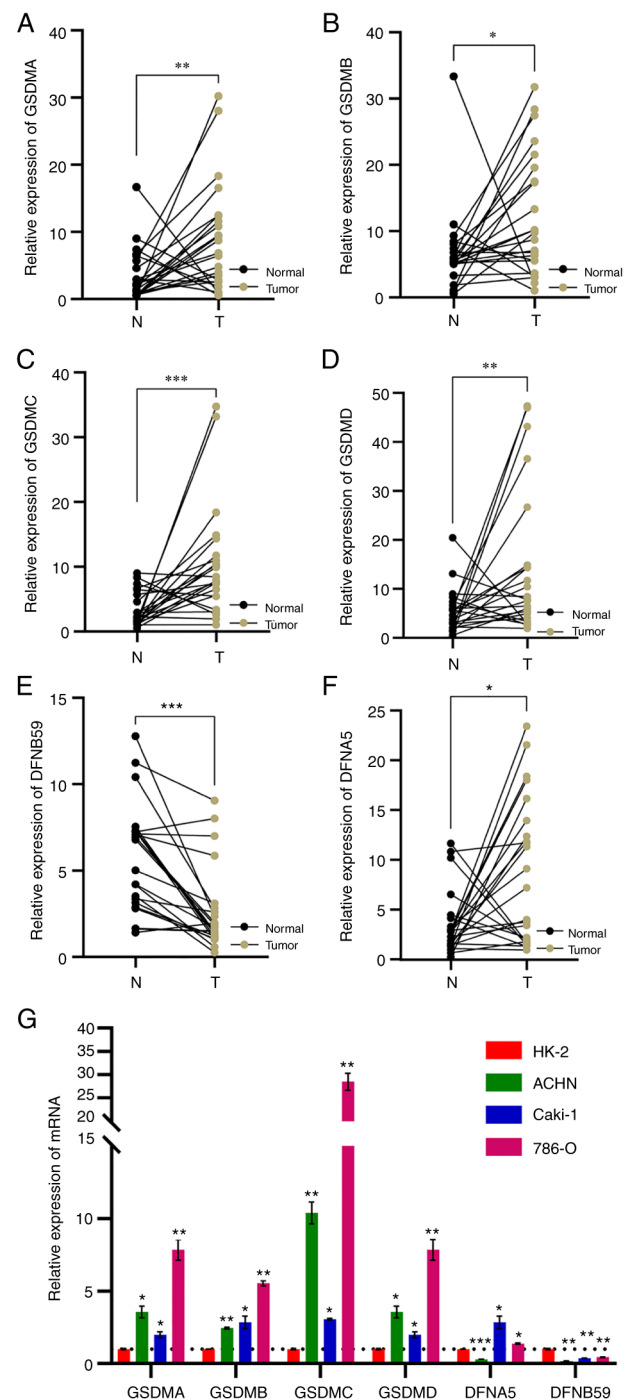 A
Relative expression of GSDMA
40
30
20
10
0
**
N
T
Normal
Tumor
B
Relative expression of GSDMB
40
30
20
10
0
*
N
T
Normal
Tumor
C
Relative expression of GSDMC
40
30
20
10
0
***
N
T
Normal
Tumor
D
Relative expression of GSDMD
50
40
30
20
10
0
**
N
T
Normal
Tumor
E
Relative expression of DFNB59
15
10
5
0
***
N
T
Normal
Tumor
F
Relative expression of DFNA5
25
20
15
10
5
0
*
N
T
Normal
Tumor
G
Relative expression of mRNA
40
35
30
25
20
15
10
5
0
HK-2
ACHN
Caki-1
786-O
* * **
** * **
** * **
* * **
*** * *
** ** **
GSDMA GSDMB GSDMC GSDMD DFNA5 DFNB59